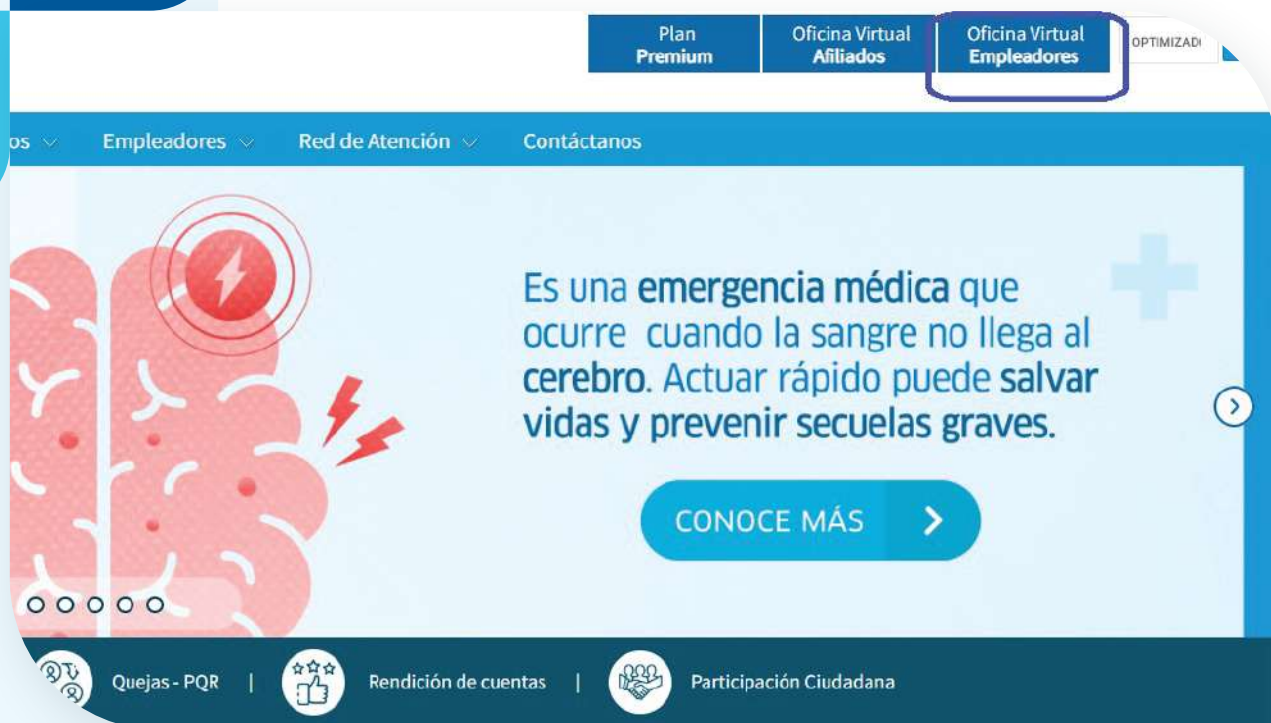 Plan
Premium
Oficina Virtual
Afiliados
Oficina Virtual
Empleadores
Empleadores
Red de Atención
Contáctanos
Es una emergencia médica que
ocurre cuando la sangre no llega al
cerebro. Actuar rápido puede salvar
vidas y prevenir secuelas graves.
CONOCE MÁS
Quejas - PQR |
Rendición de cuentas |
Participación Ciudadana